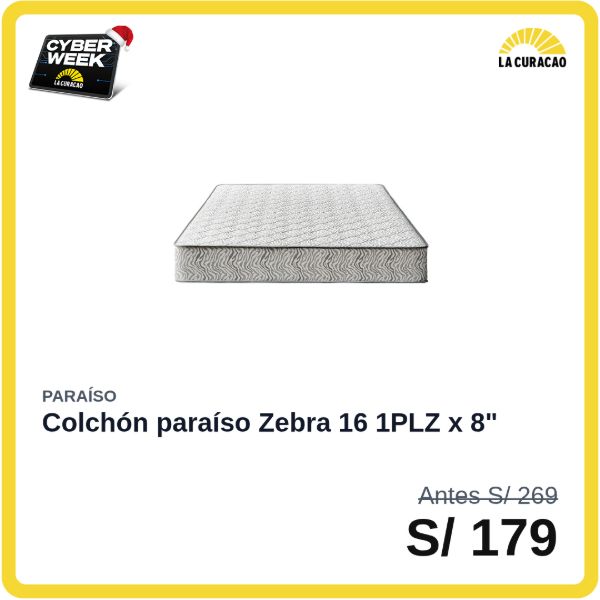 CYBER
WEEK
LA CURACAO
LA CURACAO
PARAÍSO
Colchón paraíso Zebra 16 1PLZ x 8"
Antes S/ 269
S/ 179